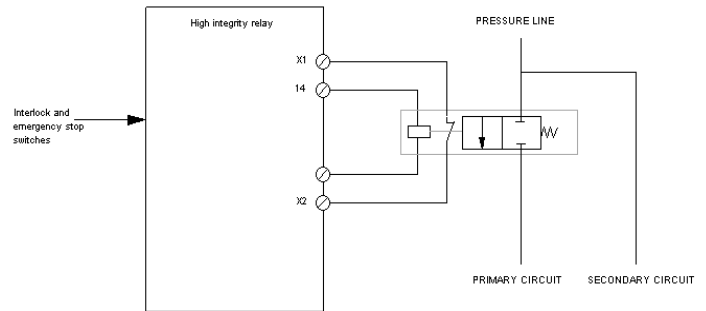 High integrity relay
PRESSURE LINE
X1
14
Interlock and
emergency stop
switches
X2
PRIMARY CIRCUIT
SECONDARY CIRCUIT